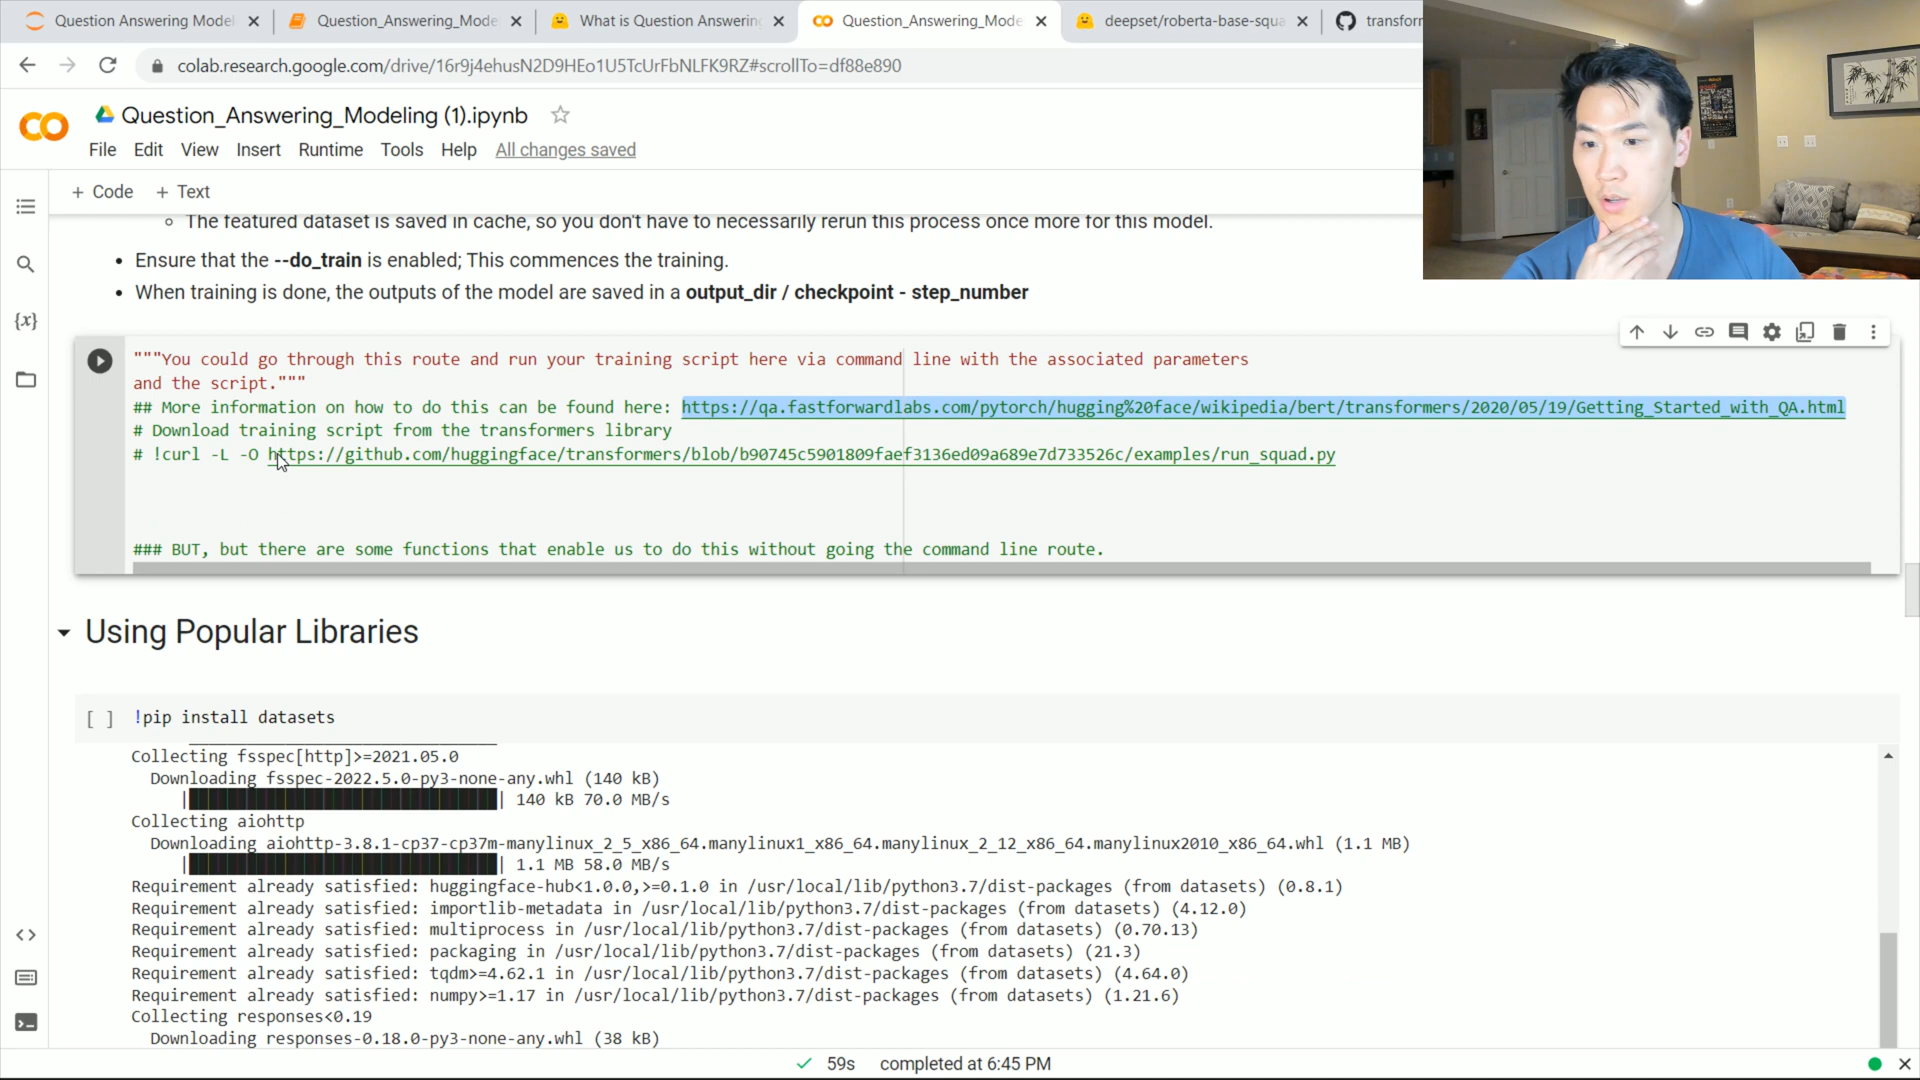 Question Answering Model
Question_Answering_Mode
What is Question Answering
Question_Answering_Mode
deepset/roberta-base-squa
transform
colab.research.google.com/drive/16r9j4ehusN2D9HEo1U5TcUrFbNLFK9RZ#scrollTo=df88e890
Question_Answering_Modeling (1).ipynb
File Edit View Insert Runtime Tools Help All changes saved
+ Code + Text
The featured dataset is saved in cache, so you don't have to necessarily rerun this process once more for this model.
Ensure that the --do_train is enabled; This commences the training.
When training is done, the outputs of the model are saved in a output_dir / checkpoint - step_number
"""You could go through this route and run your training script here via command line with the associated parameters
and the script."""
## More information on how to do this can be found here: https://qa.fastforwardlabs.com/pytorch/hugging%20face/wikipedia/bert/transformers/2020/05/19/Getting_Started_with_QA.html
# Download training script from the transformers library
# !curl -L -O https://github.com/huggingface/transformers/blob/b90745c5901809faef3136ed09a689e7d733526c/examples/run_squad.py
### BUT, but there are some functions that enable us to do this without going the command line route.
Using Popular Libraries
[ ] !pip install datasets
Collecting fsspec[http]>=2021.05.0
Downloading fsspec-2022.5.0-py3-none-any.whl (140 kB)
| | 140 kB 70.0 MB/s
Collecting aiohttp
Downloading aiohttp-3.8.1-cp37-cp37m-manylinux_2_5_x86_64.manylinux1_x86_64.manylinux_2_12_x86_64.manylinux2010_x86_64.whl (1.1 MB)
| | 1.1 MB 58.0 MB/s
Requirement already satisfied: huggingface-hub<1.0.0,>=0.1.0 in /usr/local/lib/python3.7/dist-packages (from datasets) (0.8.1)
Requirement already satisfied: importlib-metadata in /usr/local/lib/python3.7/dist-packages (from datasets) (4.12.0)
Requirement already satisfied: multiprocess in /usr/local/lib/python3.7/dist-packages (from datasets) (0.70.13)
Requirement already satisfied: packaging in /usr/local/lib/python3.7/dist-packages (from datasets) (21.3)
Requirement already satisfied: tqdm>=4.62.1 in /usr/local/lib/python3.7/dist-packages (from datasets) (4.64.0)
Requirement already satisfied: numpy>=1.17 in /usr/local/lib/python3.7/dist-packages (from datasets) (1.21.6)
Collecting responses<0.19
Downloading responses-0.18.0-py3-none-any.whl (38 kB)
59s completed at 6:45 PM